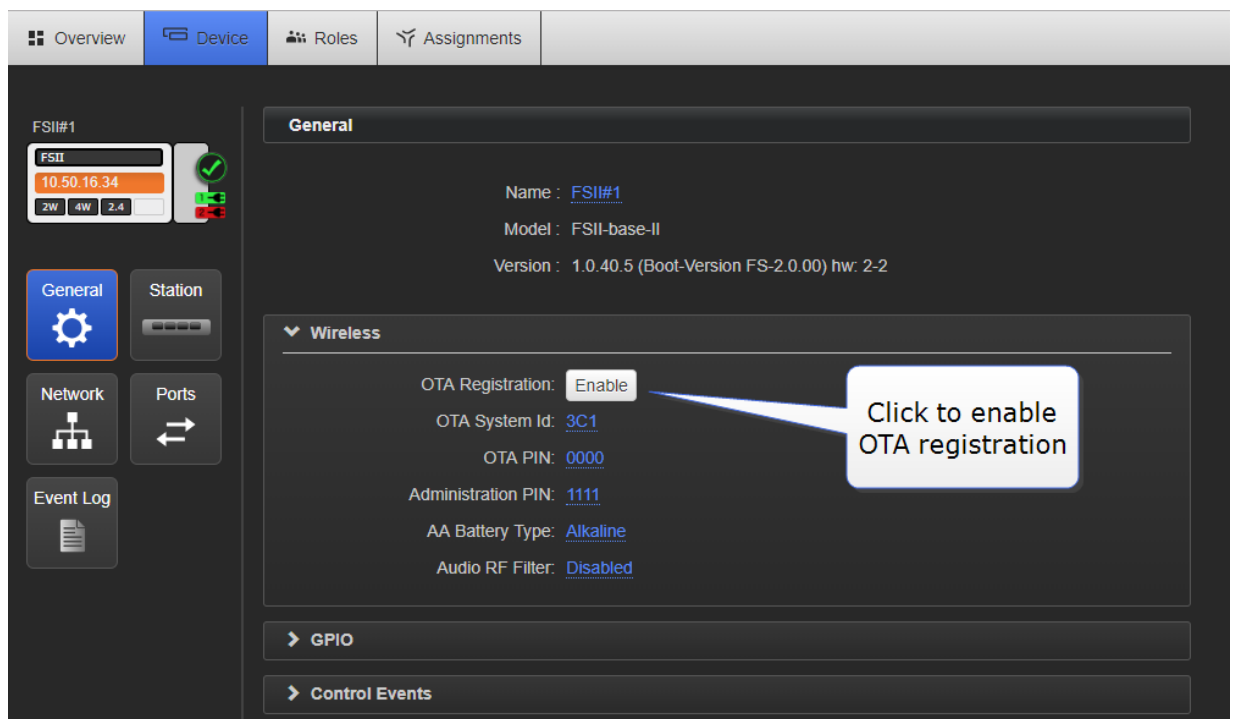 Overview Device Roles Assignments
FSII#1
FSII
10.50.16.34
2W 4W 2.4
1
2
General Station
Network Ports
Event Log
General
Name : FSII#1
Model : FSII-base-II
Version : 1.0.40.5 (Boot-Version FS-2.0.00) hw: 2-2
Wireless
OTA Registration: Enable
OTA System Id: 3C1
OTA PIN: 0000
Administration PIN: 1111
AA Battery Type: Alkaline
Audio RF Filter: Disabled
Click to enable
OTA registration
GPIO
Control Events